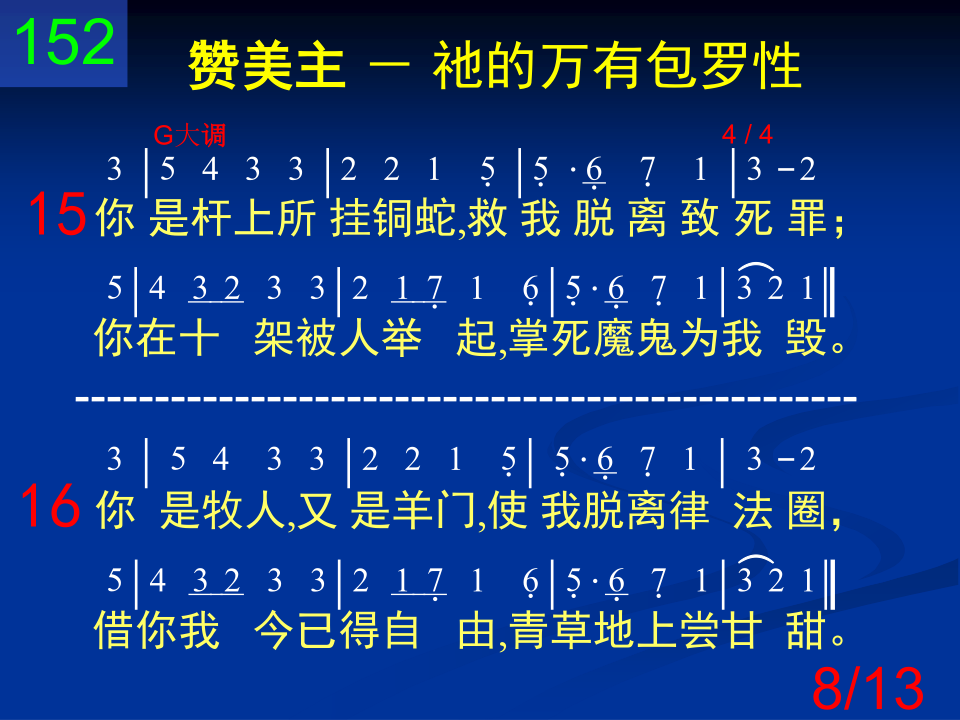 152
赞美主 － 祂的万有包罗性
G大调 4 / 4
3 | 5 4 3 3 | 2 2 1 5̣ | 5̣ · 6̣ 7̣ 1 | 3 - 2
15 你 是杆上所 挂铜蛇,救 我 脱 离 致 死 罪；
5 | 4 3 2 3 3 | 2 1 7̣ 1 6̣ | 5̣ · 6̣ 7̣ 1 | 3 2 1 ‖
你在十 架被人举 起,掌死魔鬼为我 毁。
-------------------------------------------------
3 | 5 4 3 3 | 2 2 1 5̣ | 5̣ · 6̣ 7̣ 1 | 3 - 2
16 你 是牧人,又 是羊门,使 我脱离律 法 圈，
5 | 4 3 2 3 3 | 2 1 7̣ 1 6̣ | 5̣ · 6̣ 7̣ 1 | 3 2 1 ‖
借你我 今已得自 由,青草地上尝甘 甜。
8/13